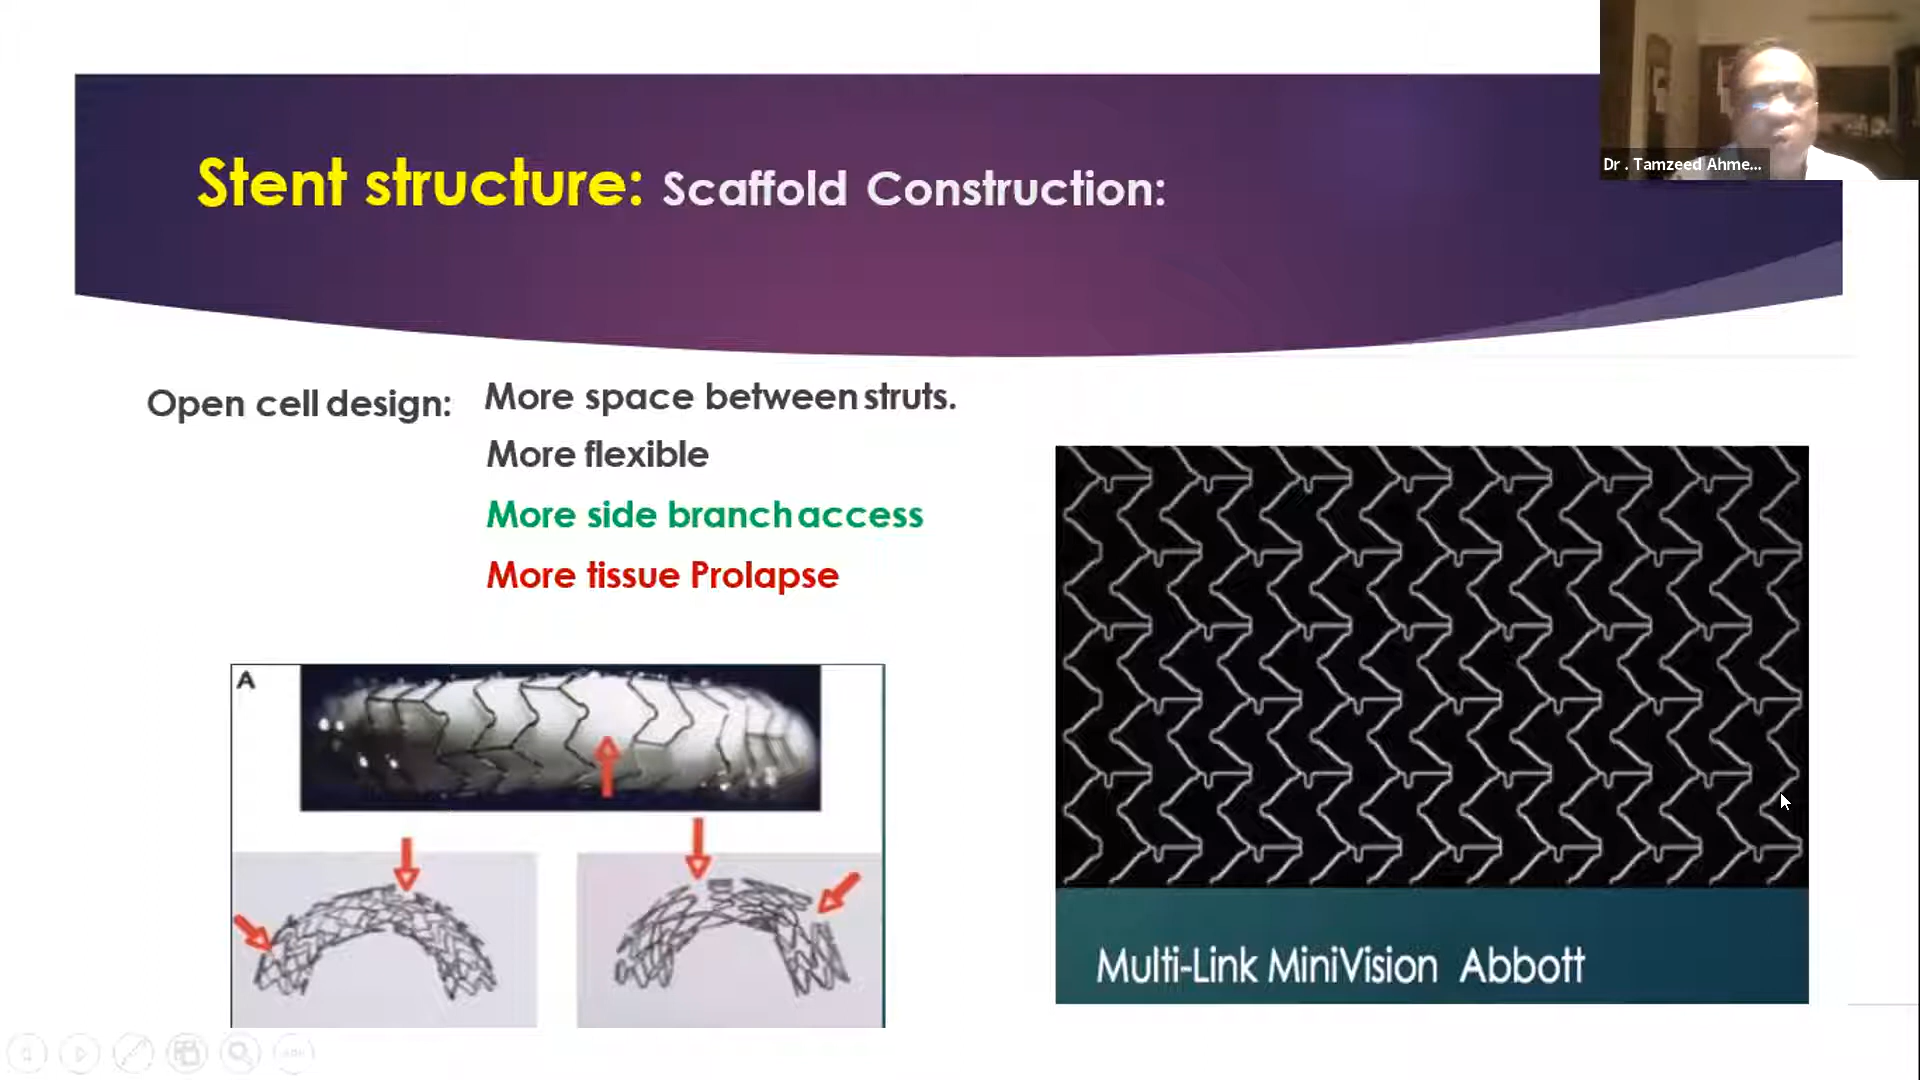 Dr . Tamzeed Ahme...
Stent structure: Scaffold Construction:
Open cell design: More space between struts.
More flexible
More side branch access
More tissue Prolapse
A
Multi-Link MiniVision Abbott